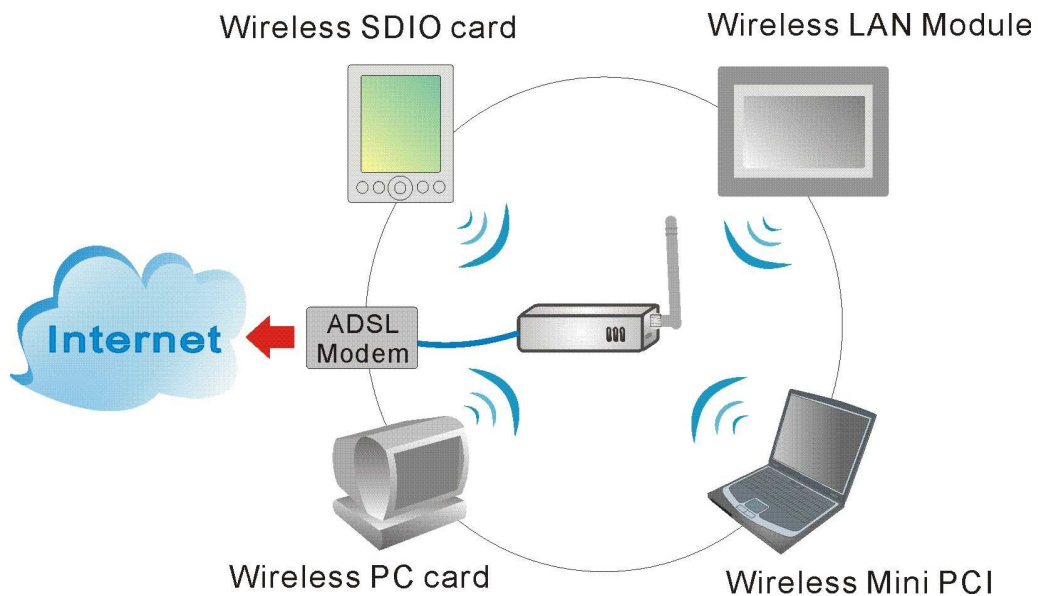 Wireless SDIO card
Wireless LAN Module
Internet
ADSL
Modem
Wireless PC card
Wireless Mini PCI